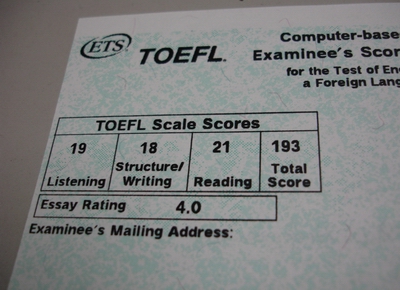 ETS TOEFL
Computer-base
Examinee's Scor
for the Test of En
a Foreign Lang
TOEFL Scale Scores
19 18 21 193
Listening Structure/ Writing Reading Total Score
Essay Rating 4.0
Examinee's Mailing Address: